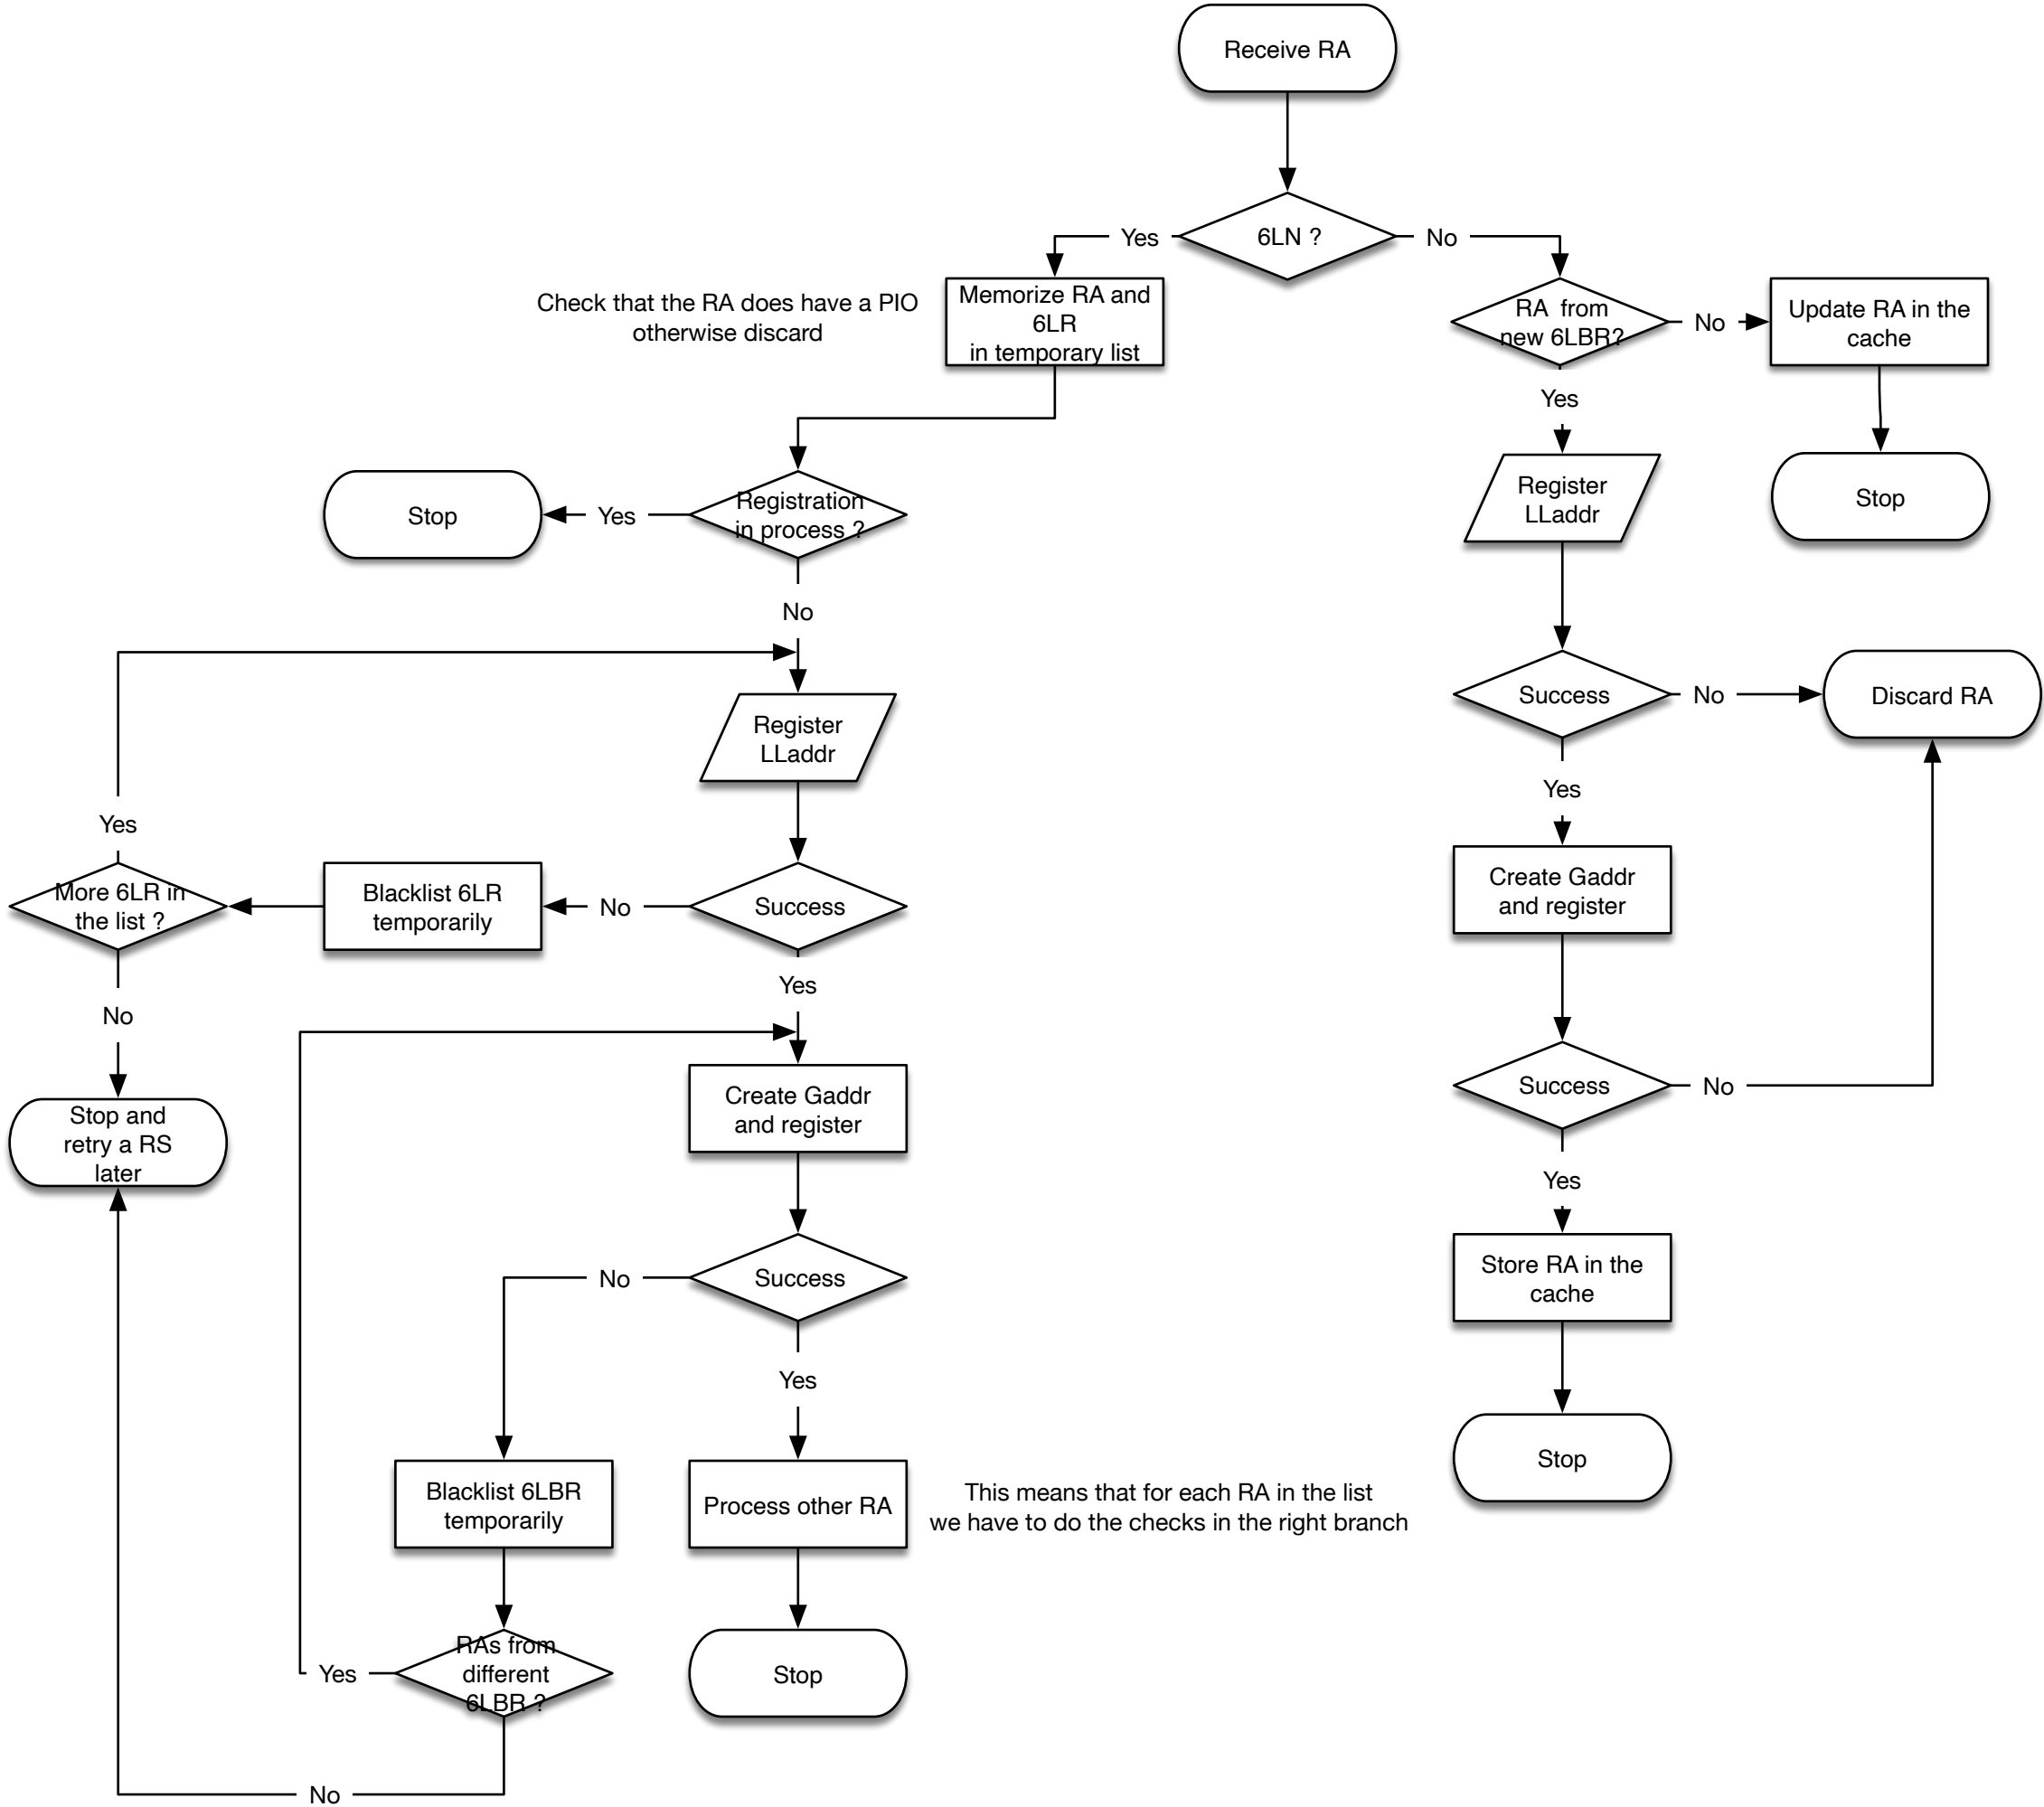 Receive RA
6LN ?
Yes
No
Check that the RA does have a PIO
otherwise discard
Memorize RA and
6LR
in temporary list
RA from
new 6LBR?
No
Update RA in the
cache
Yes
Stop
Registration
in process ?
Yes
Stop
No
Register
LLaddr
Register
LLaddr
Success
No
Discard RA
Yes
Create Gaddr
and register
Success
No
Yes
Store RA in the
cache
Stop
Success
No
Blacklist 6LR
temporarily
More 6LR in
the list ?
Yes
No
Stop and
retry a RS
later
Yes
Create Gaddr
and register
Success
No
Yes
Blacklist 6LBR
temporarily
Process other RA
This means that for each RA in the list
we have to do the checks in the right branch
RAs from
different
6LBR ?
Yes
Stop
No